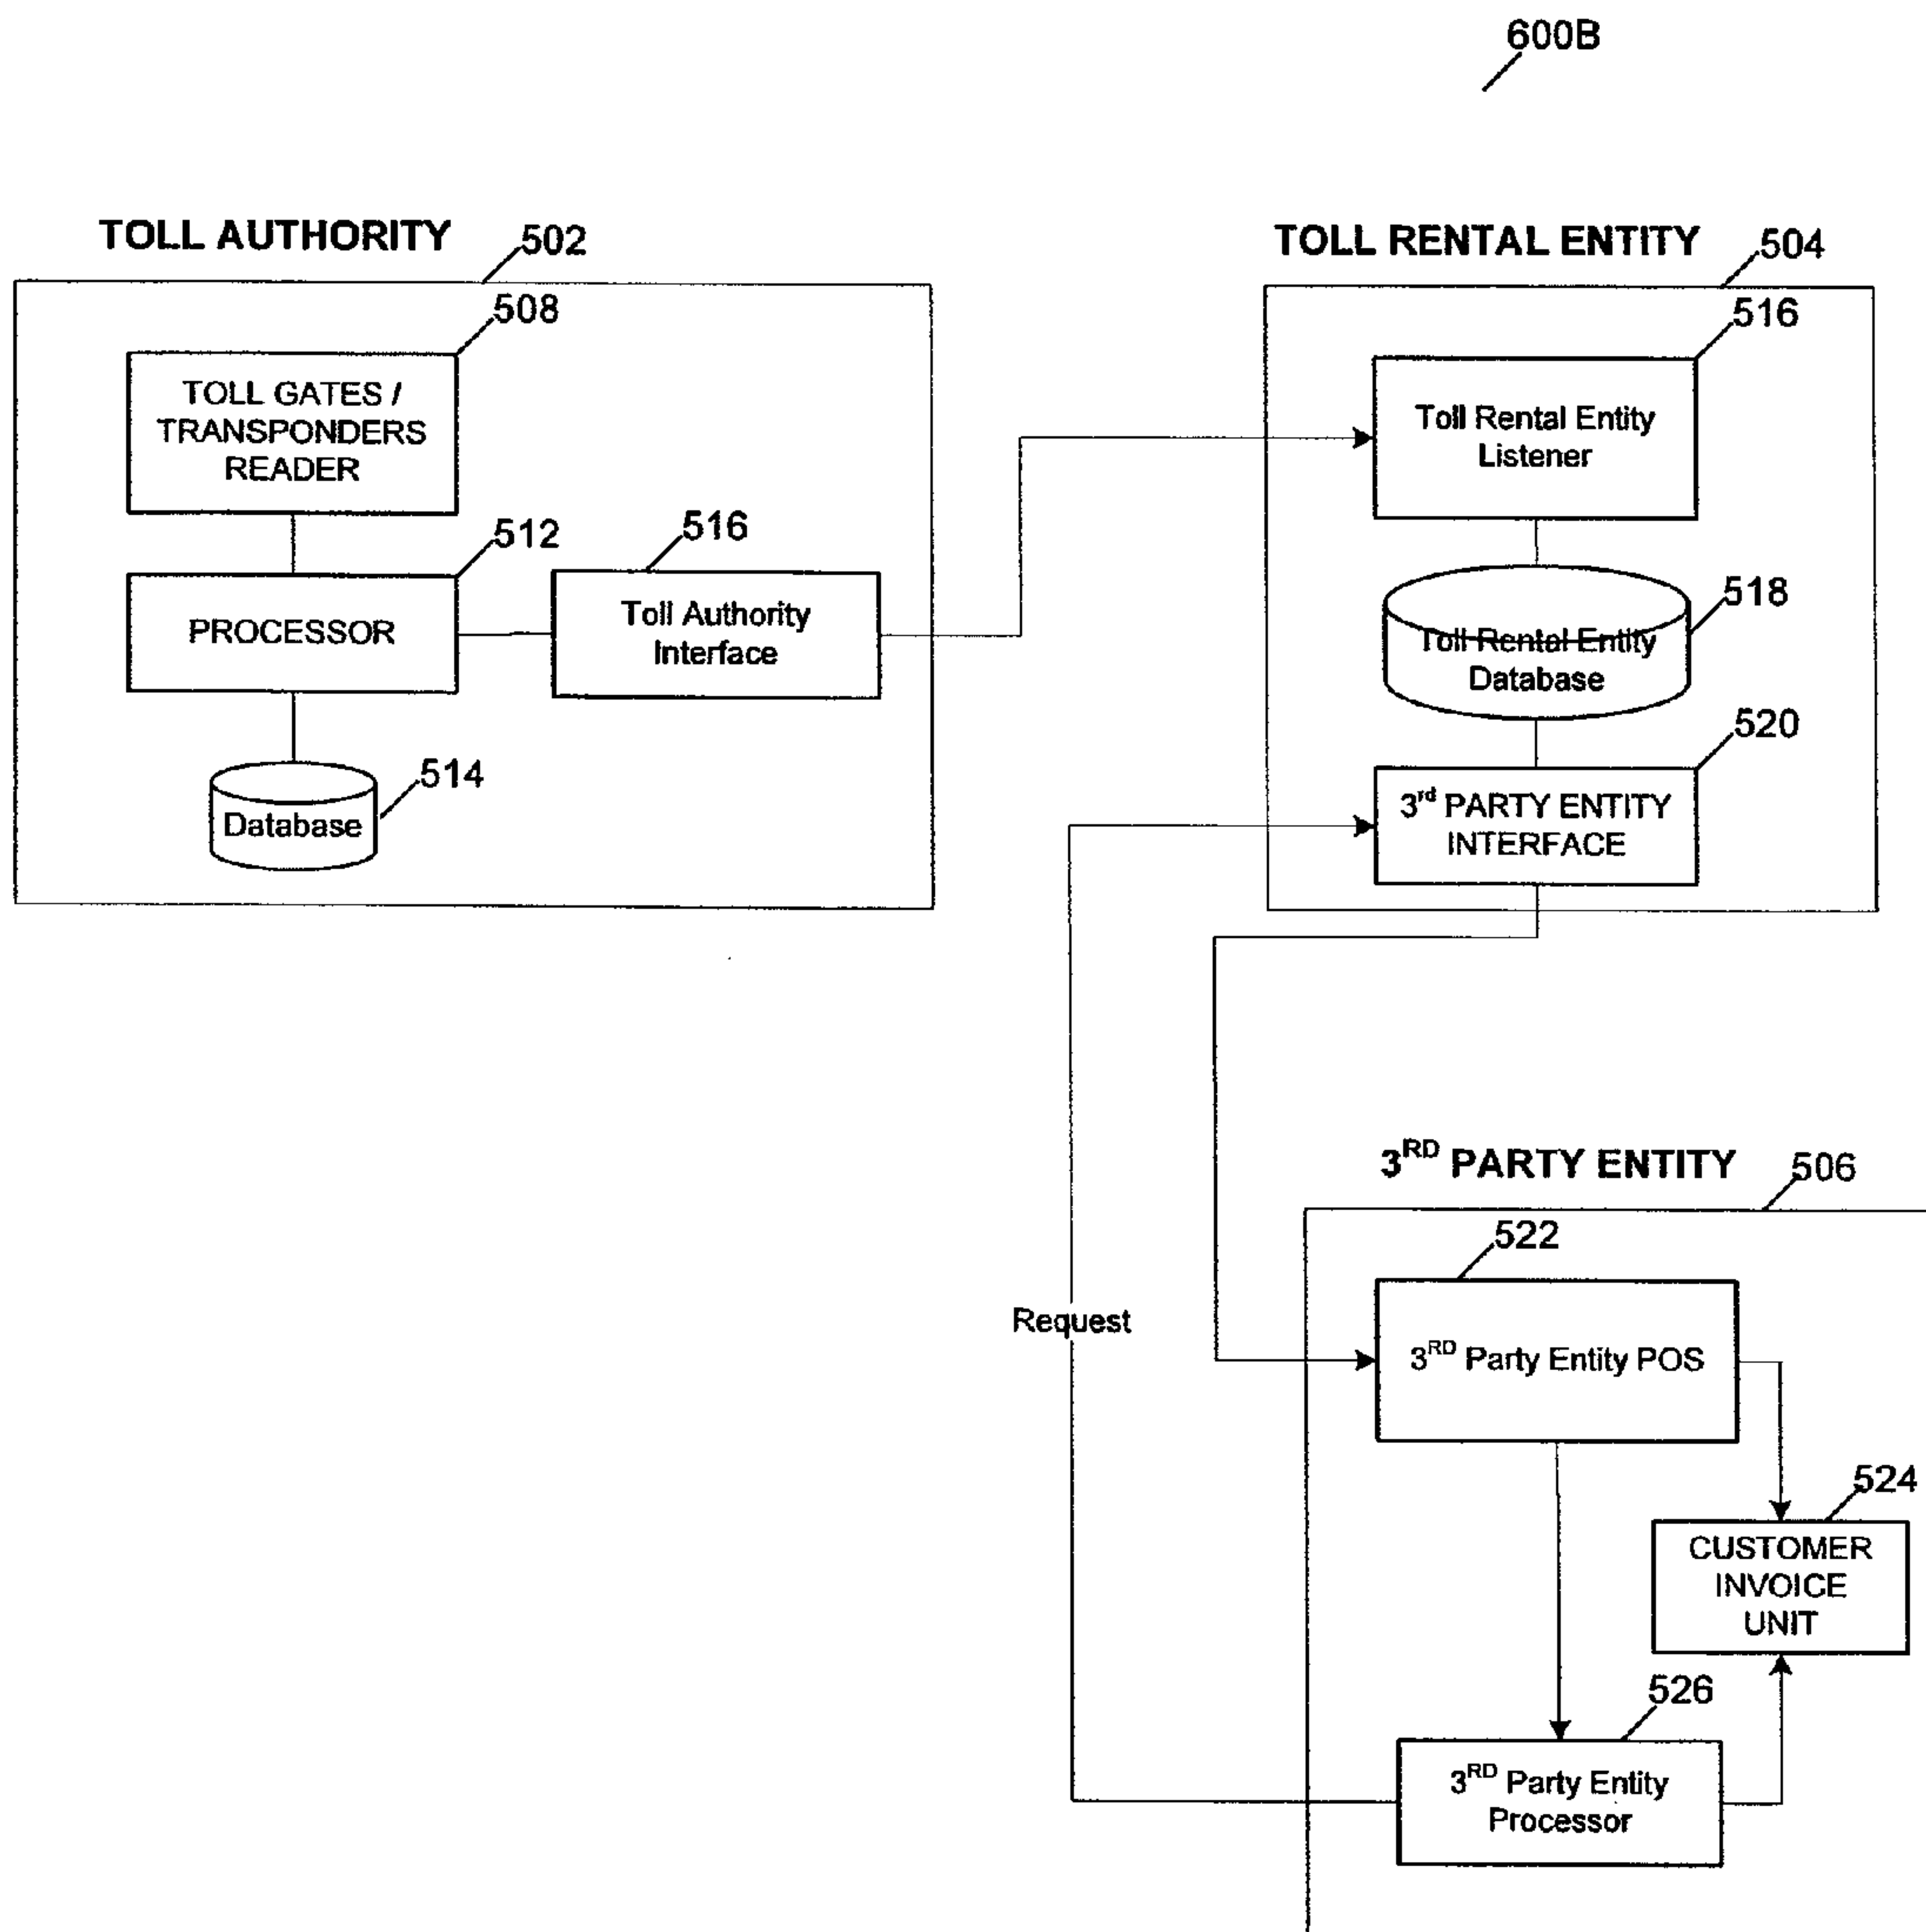 600B
TOLL AUTHORITY
502
508
TOLL GATES /
TRANSPONDERS
READER
512
PROCESSOR
516
Toll Authority
Interface
514
Database
TOLL RENTAL ENTITY
504
516
Toll Rental Entity
Listener
518
Toll Rental Entity
Database
520
3rd PARTY ENTITY
INTERFACE
Request
3RD PARTY ENTITY
506
522
3RD Party Entity POS
524
CUSTOMER
INVOICE
UNIT
526
3RD Party Entity
Processor